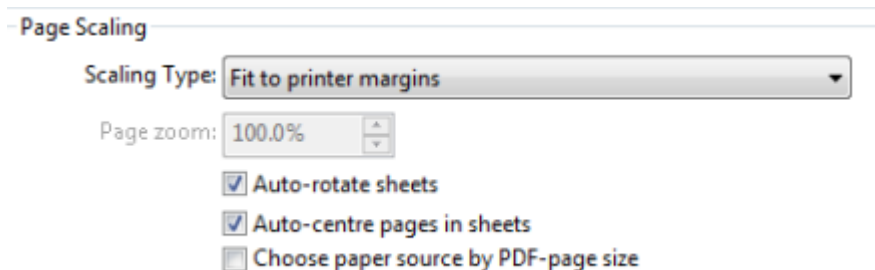 Page Scaling
Scaling Type: Fit to printer margins
Page zoom: 100.0%
Auto-rotate sheets
Auto-centre pages in sheets
Choose paper source by PDF-page size